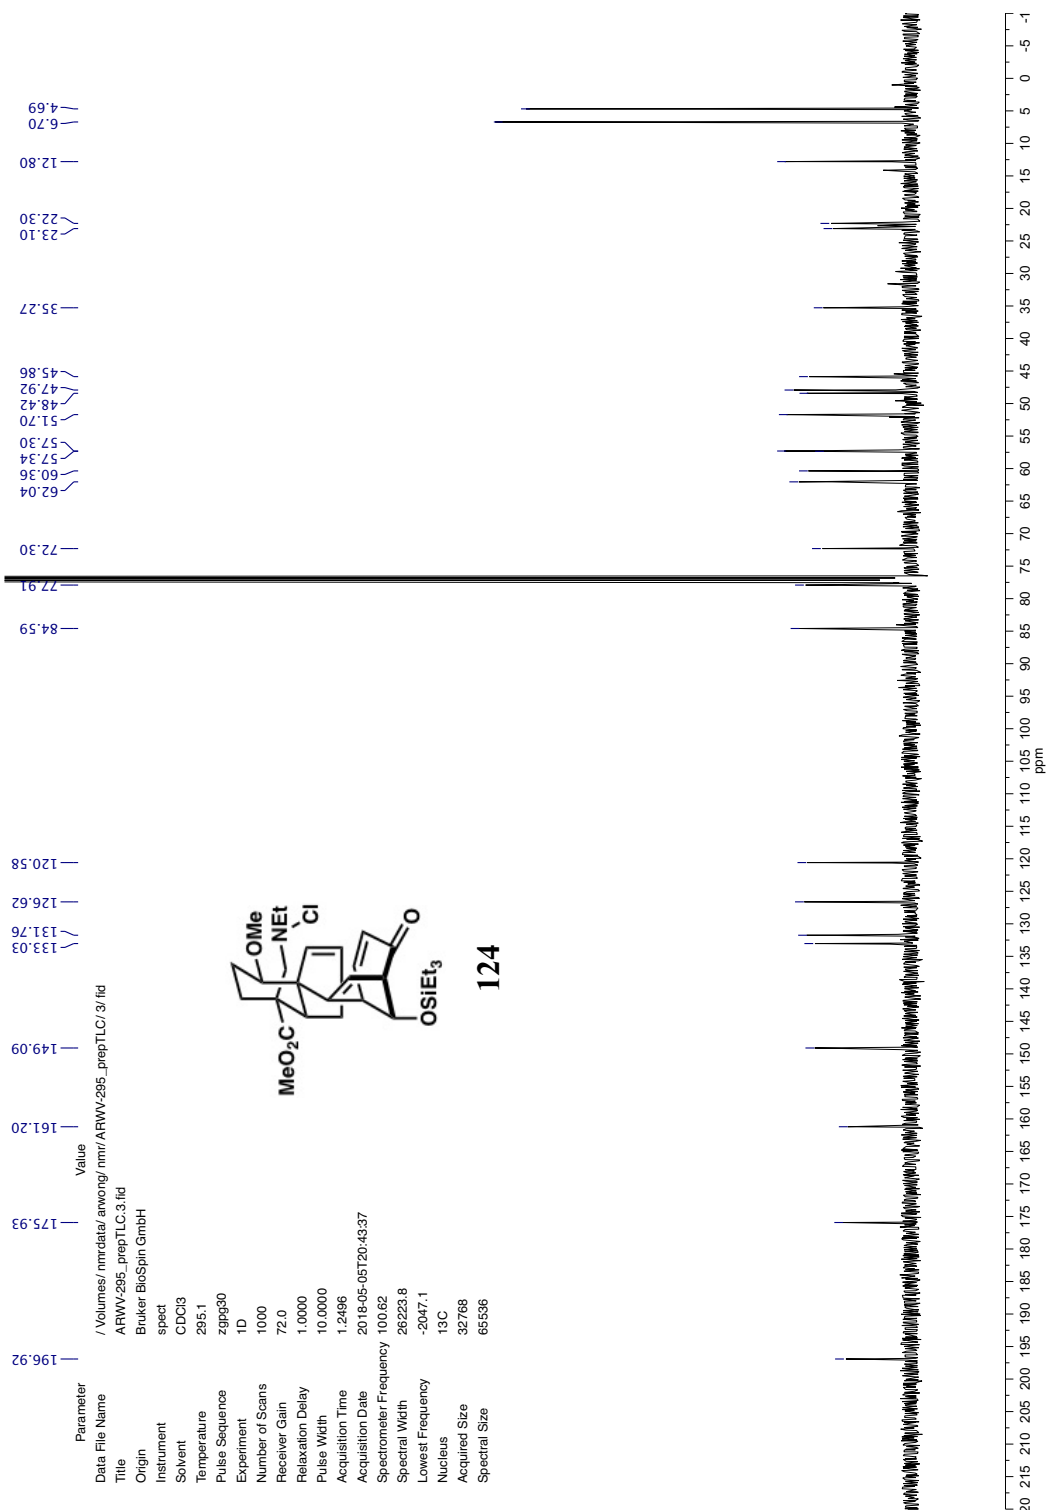 196.92
175.93
161.20
149.09
133.03
131.76
126.62
120.58
84.59
77.91
72.30
62.04
60.36
57.34
57.30
51.70
48.42
47.92
45.86
35.27
23.10
22.30
12.80
6.70
4.69
Parameter Value
Data File Name / Volumes/ nmrdata/ arwong/ nmr/ ARWV-295_prepTLC/ 3/ fid
Title ARWV-295_prepTLC.3.fid
Origin Bruker BioSpin GmbH
Instrument spect
Solvent CDCl3
Temperature 295.1
Pulse Sequence zgpg30
Experiment 1D
Number of Scans 1000
Receiver Gain 72.0
Relaxation Delay 1.0000
Pulse Width 10.0000
Acquisition Time 1.2496
Acquisition Date 2018-05-05T20:43:37
Spectrometer Frequency 100.62
Spectral Width 26223.8
Lowest Frequency -2047.1
Nucleus 13C
Acquired Size 32768
Spectral Size 65536
OMe
NEt
Cl
MeO2C
O
OSiEt3
124
20 215 210 205 200 195 190 185 180 175 170 165 160 155 150 145 140 135 130 125 120 115 110 105 100 95 90 85 80 75 70 65 60 55 50 45 40 35 30 25 20 15 10 5 0 -5 -1
ppm